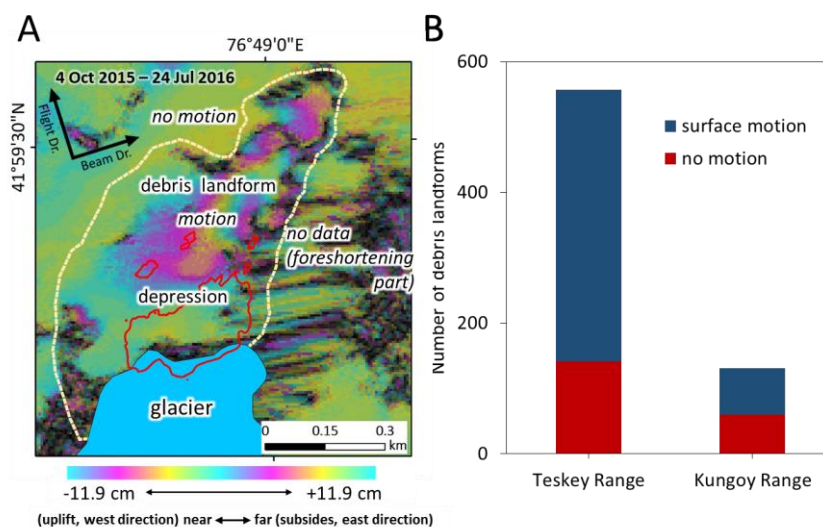 A
76°49'0"E
4 Oct 2015 – 24 Jul 2016
41°59'30"N
Flight Dr.
Beam Dr.
no motion
debris landform
motion
no data
(foreshortening
part)
depression
glacier
0 0.15 0.3
km
-11.9 cm +11.9 cm
(uplift, west direction) near far (subsides, east direction)
B
Number of debris landforms
600
400
200
0
surface motion
no motion
Teskey Range Kungoy Range